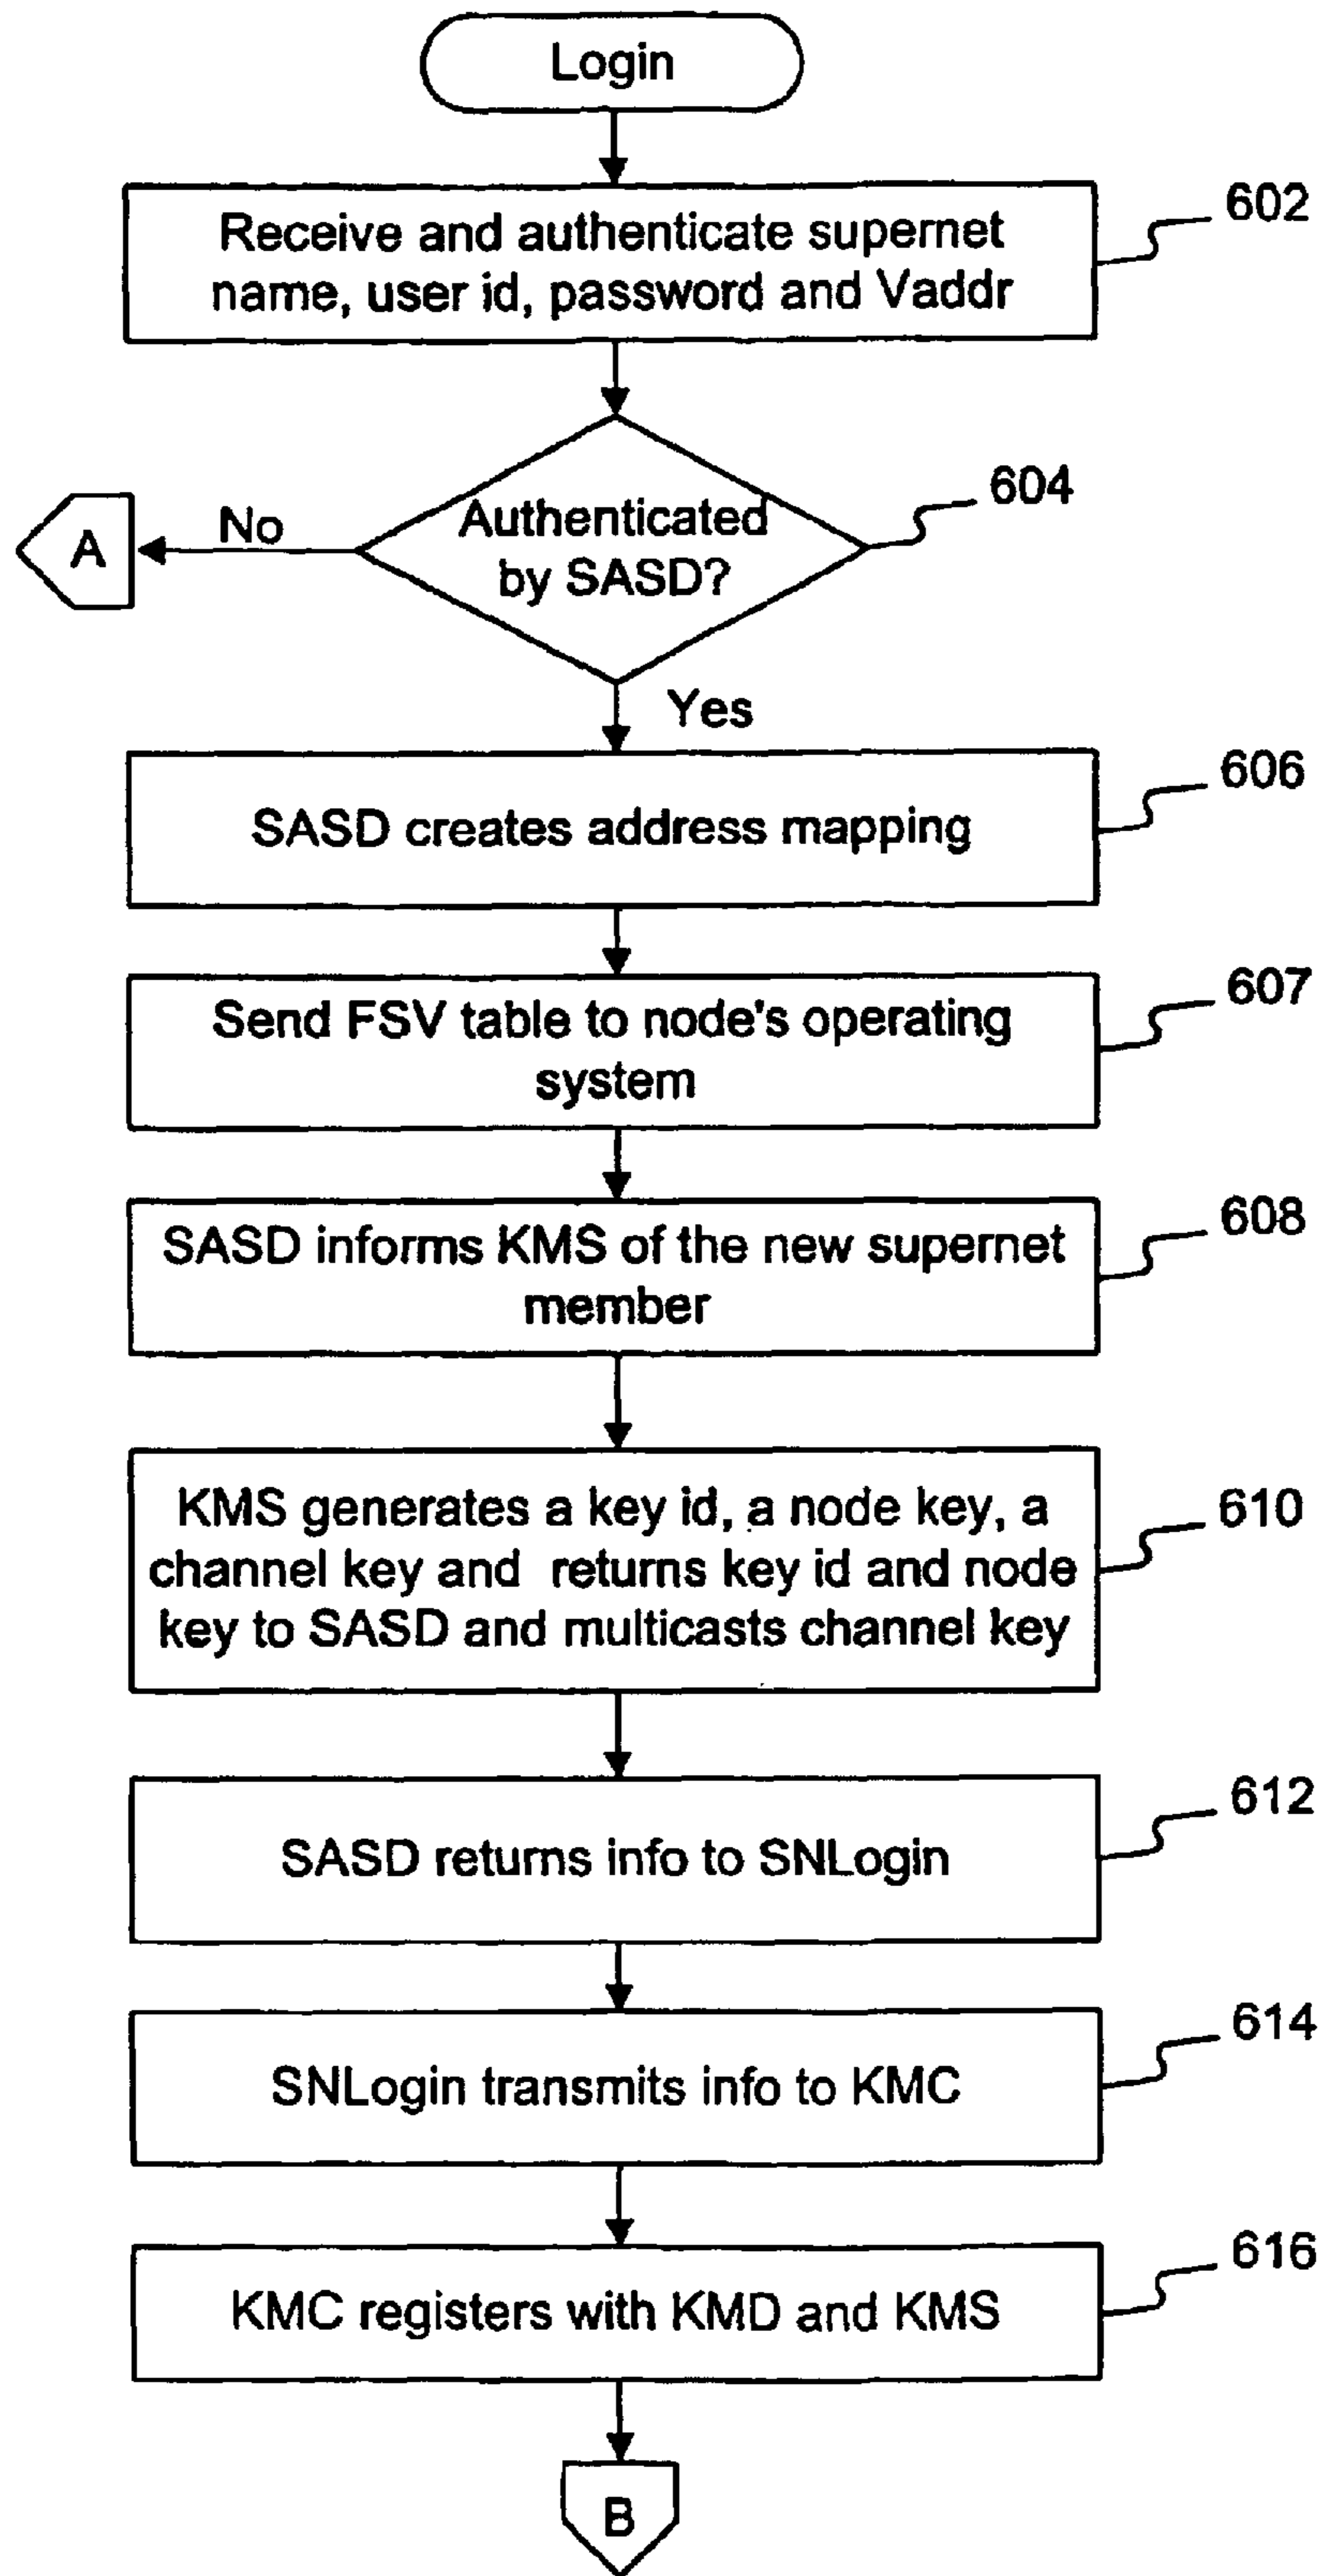 Login
Receive and authenticate supernet
name, user id, password and Vaddr
602
Authenticated
by SASD?
604
No
A
Yes
SASD creates address mapping
606
Send FSV table to node's operating
system
607
SASD informs KMS of the new supernet
member
608
KMS generates a key id, a node key, a
channel key and returns key id and node
key to SASD and multicasts channel key
610
SASD returns info to SNLogin
612
SNLogin transmits info to KMC
614
KMC registers with KMD and KMS
616
B